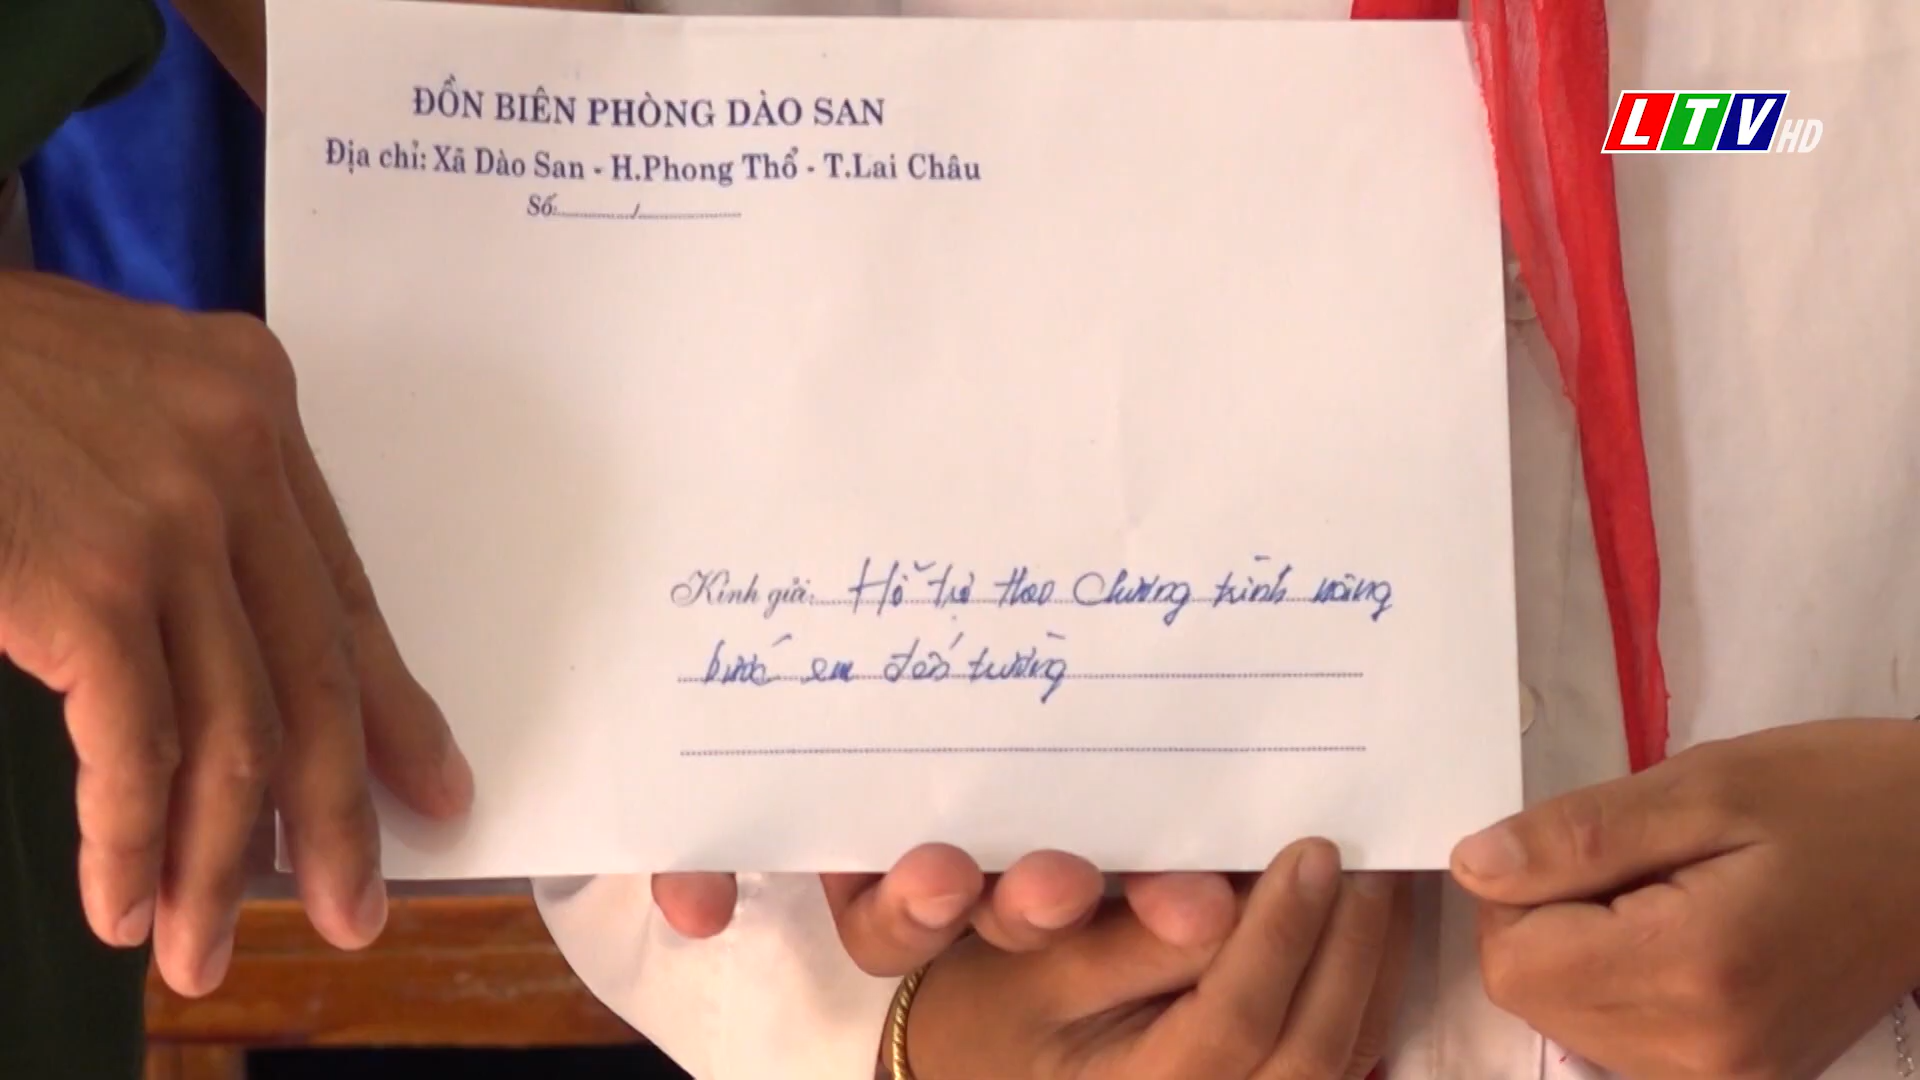 ĐỒN BIÊN PHÒNG DÀO SAN
LTV HD
Địa chỉ: Xã Dào San - H.Phong Thổ - T.Lai Châu
Số:............/.................
Kính gửi: Hỗ trợ theo Chương trình nâng
bước em đến trường